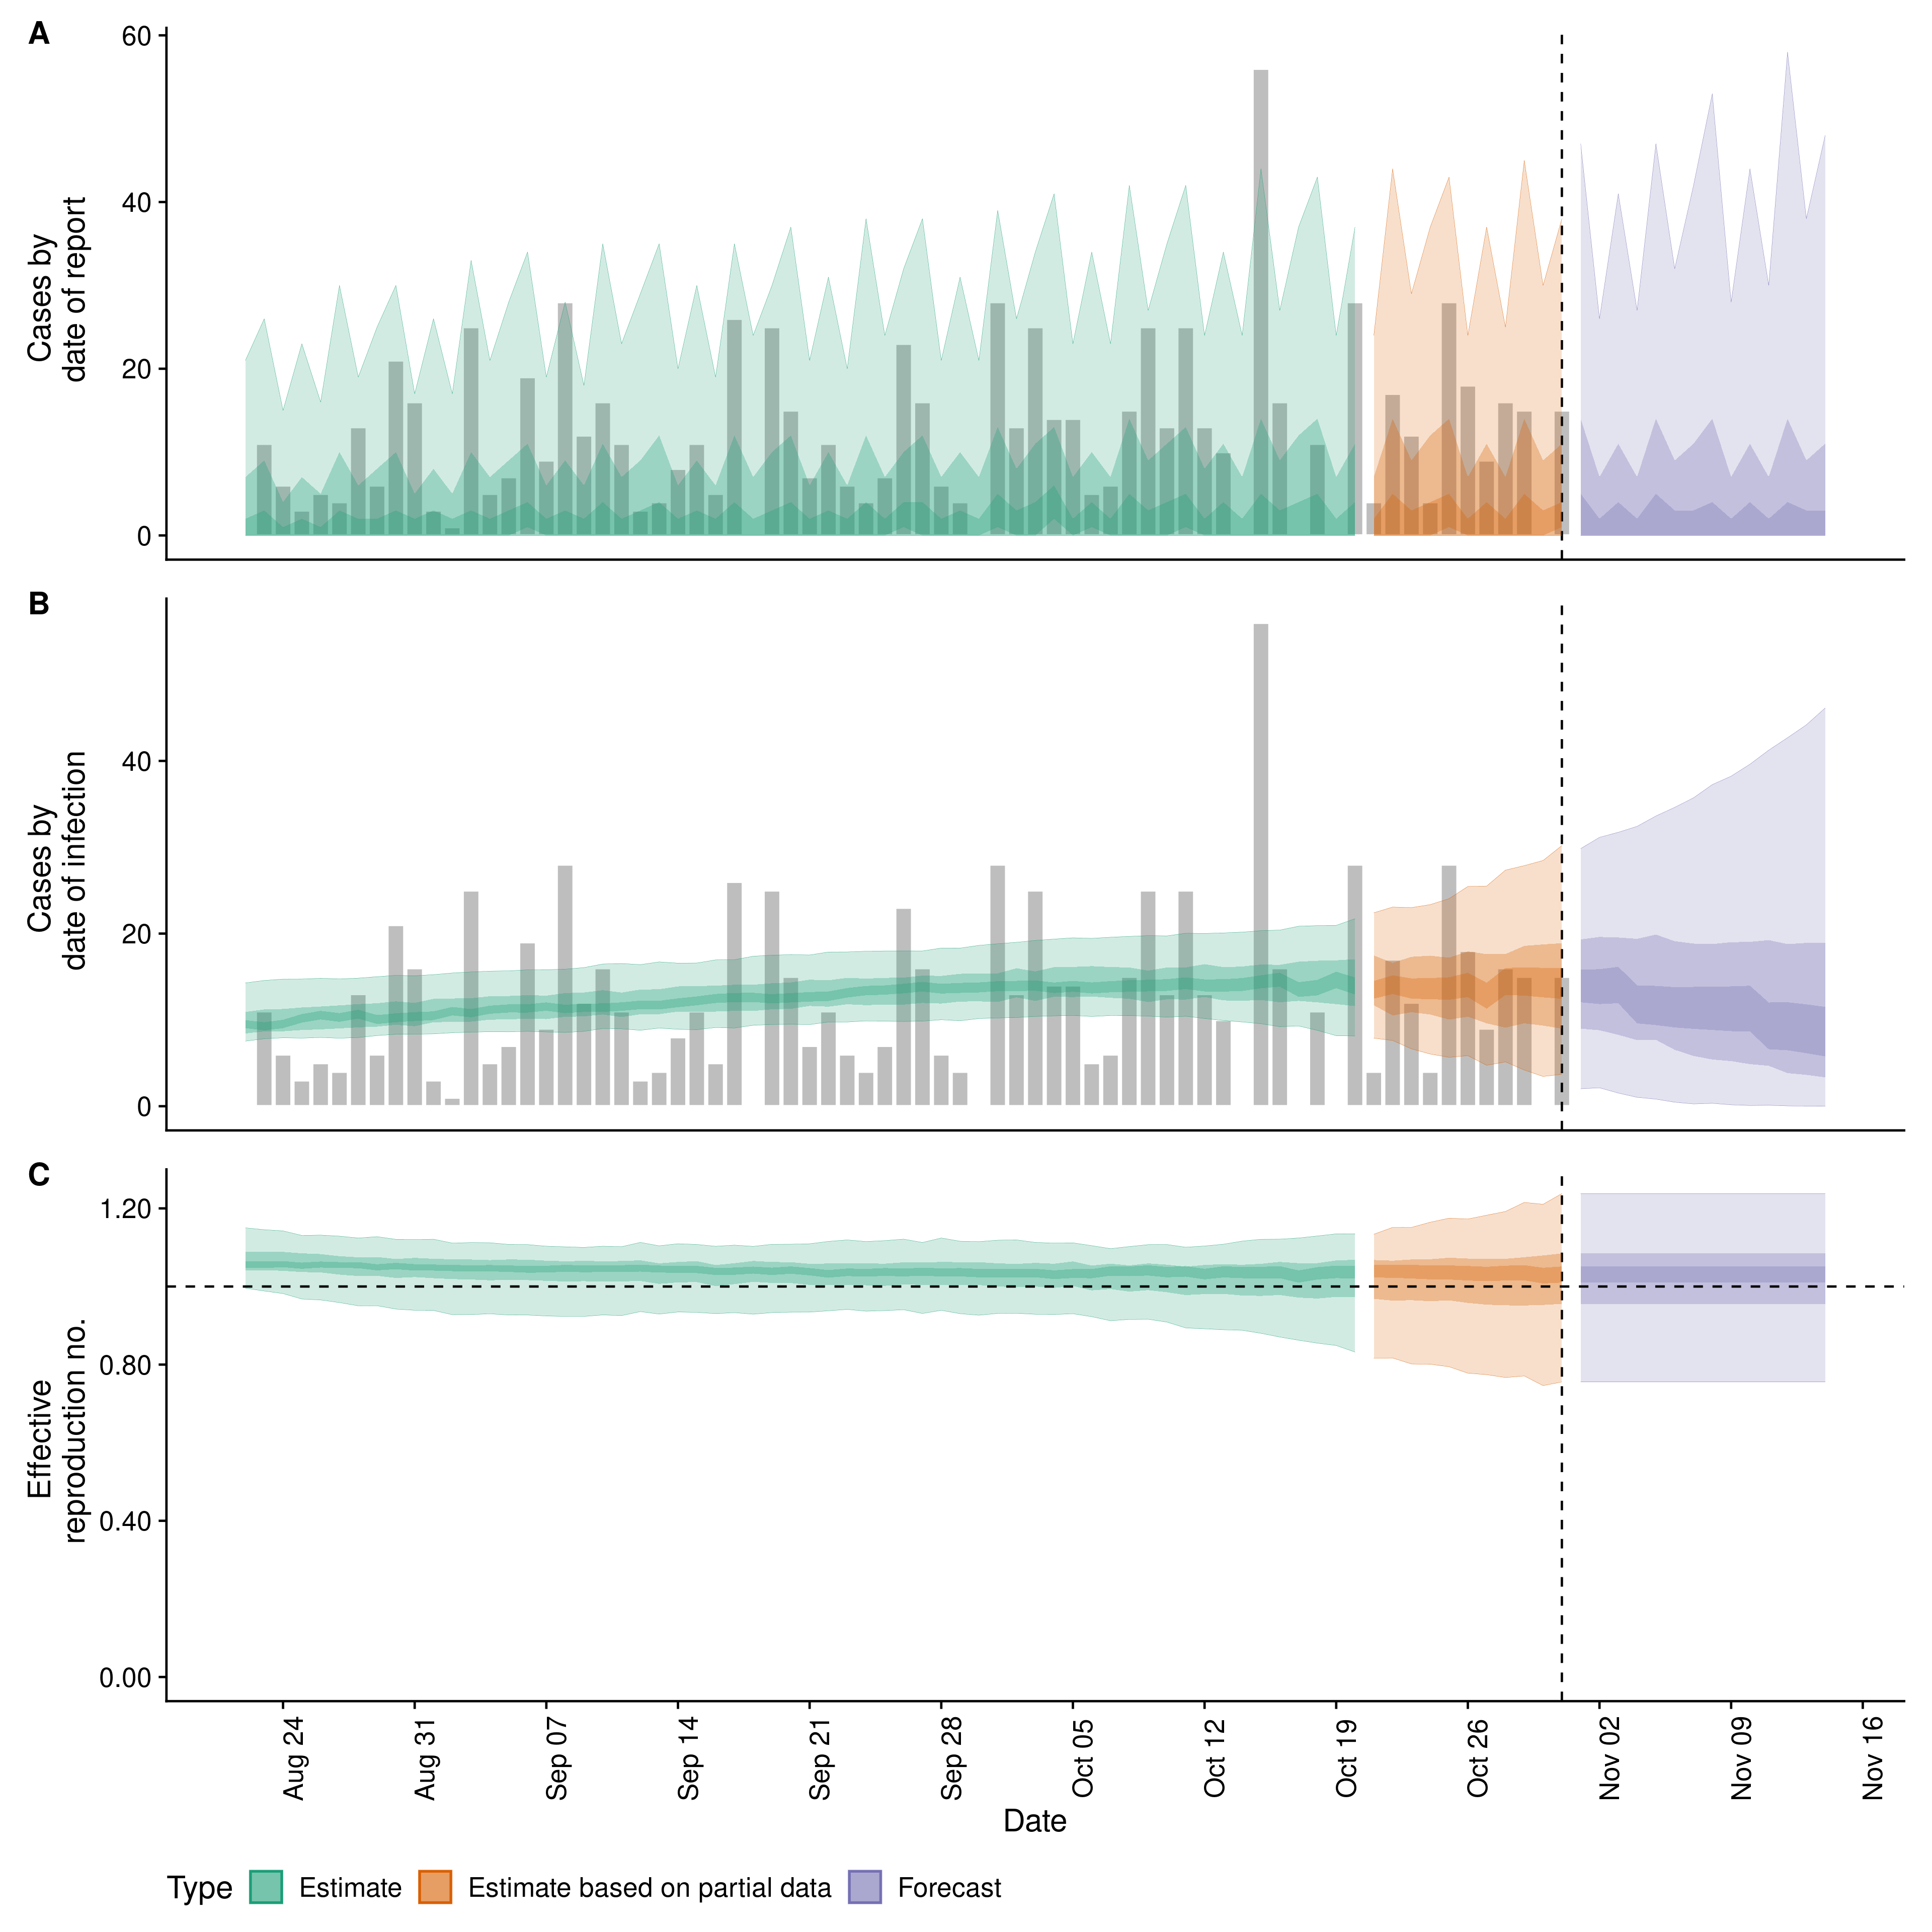 A
60
40
20
0
Cases by
date of report
B
40
20
0
Cases by
date of infection
C
1.20
0.80
0.40
0.00
Effective
reproduction no.
Aug 24
Aug 31
Sep 07
Sep 14
Sep 21
Sep 28
Oct 05
Oct 12
Oct 19
Oct 26
Nov 02
Nov 09
Nov 16
Date
Type Estimate Estimate based on partial data Forecast